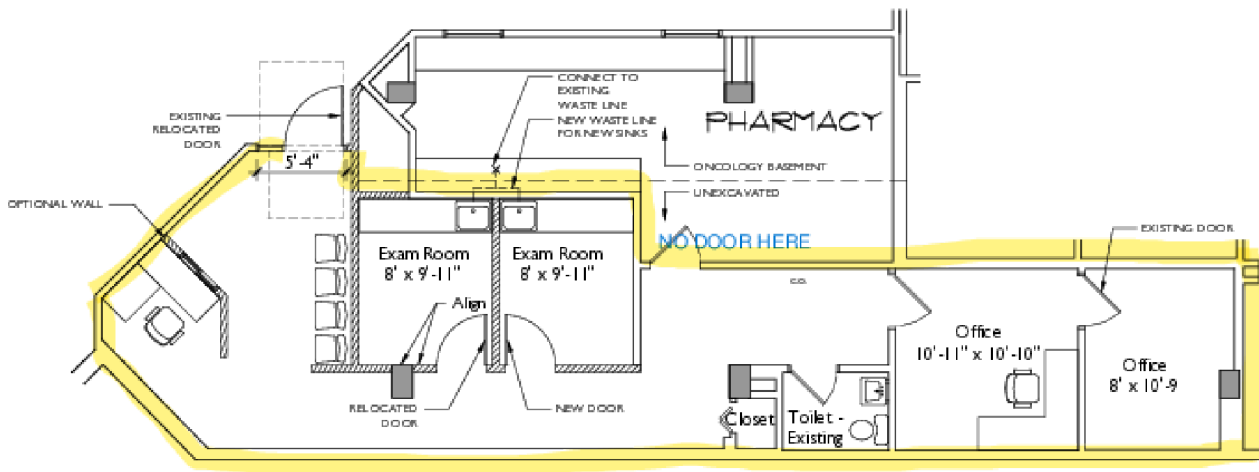 CONNECT TO
EXISTING
WASTE LINE
NEW WASTE LINE
FOR NEW SINKS
PHARMACY
EXISTING
RELOCATED
DOOR
5'-4"
ONCOLOGY BASEMENT
UNEXCAVATED
OPTIONAL WALL
NO DOOR HERE
EXISTING DOOR
Exam Room
8' x 9'-11"
Exam Room
8' x 9'-11"
C.O.
Align
Office
10'-11" x 10'-10"
Office
8' x 10'-9
RELOCATED
DOOR
NEW DOOR
Closet
Toilet -
Existing